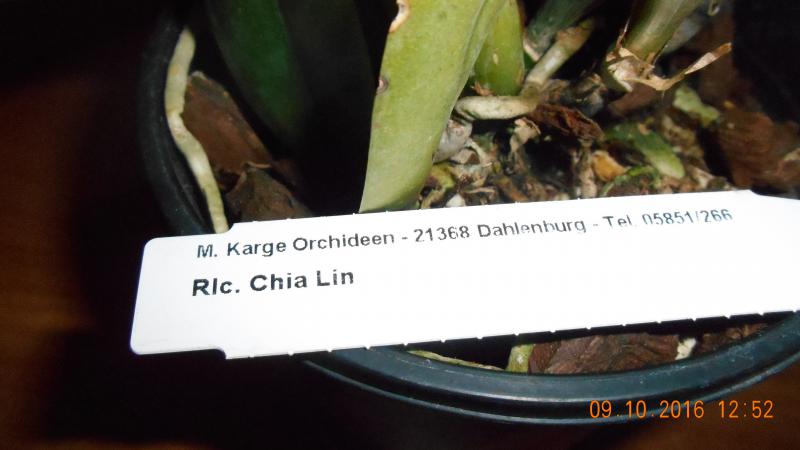 M. Karge Orchideen - 21368 Dahlenburg - Tel. 05851/266
Rlc. Chia Lin
09.10.2016 12:52